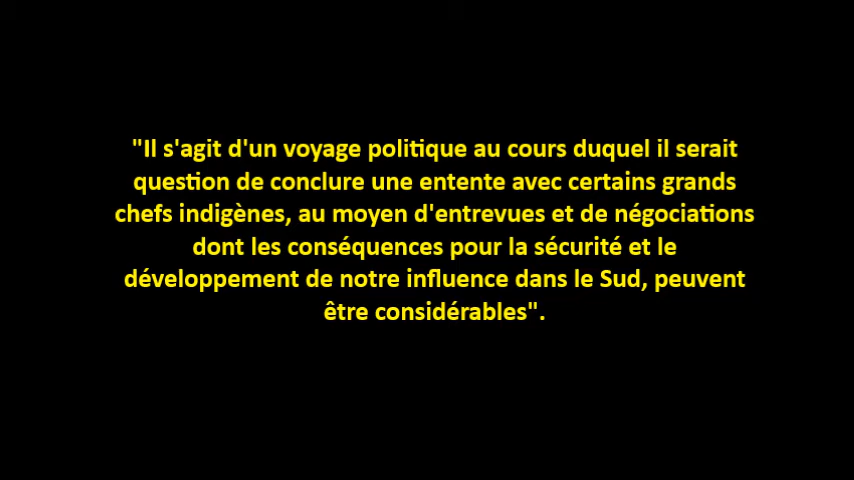 "Il s'agit d'un voyage politique au cours duquel il serait
question de conclure une entente avec certains grands
chefs indigènes, au moyen d'entrevues et de négociations
dont les conséquences pour la sécurité et le
développement de notre influence dans le Sud, peuvent
être considérables".